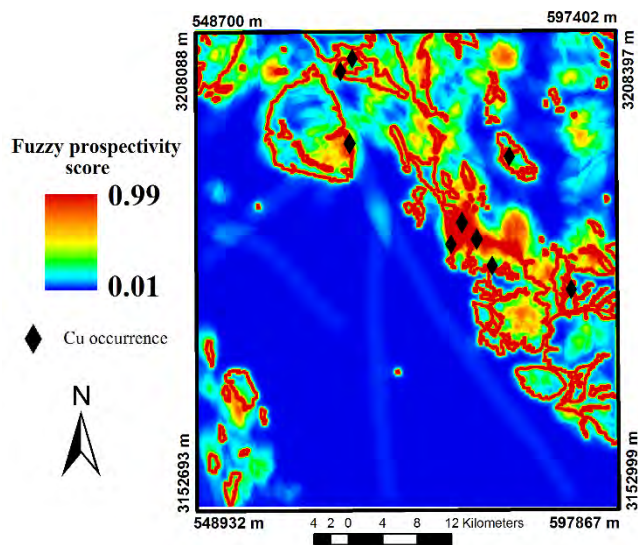 548700 m
597402 m
3208088 m
3208397 m
Fuzzy prospectivity
score
0.99
0.01
Cu occurrence
N
3152693 m
3152999 m
548932 m
597867 m
4 2 0 4 8 12 Kilometers